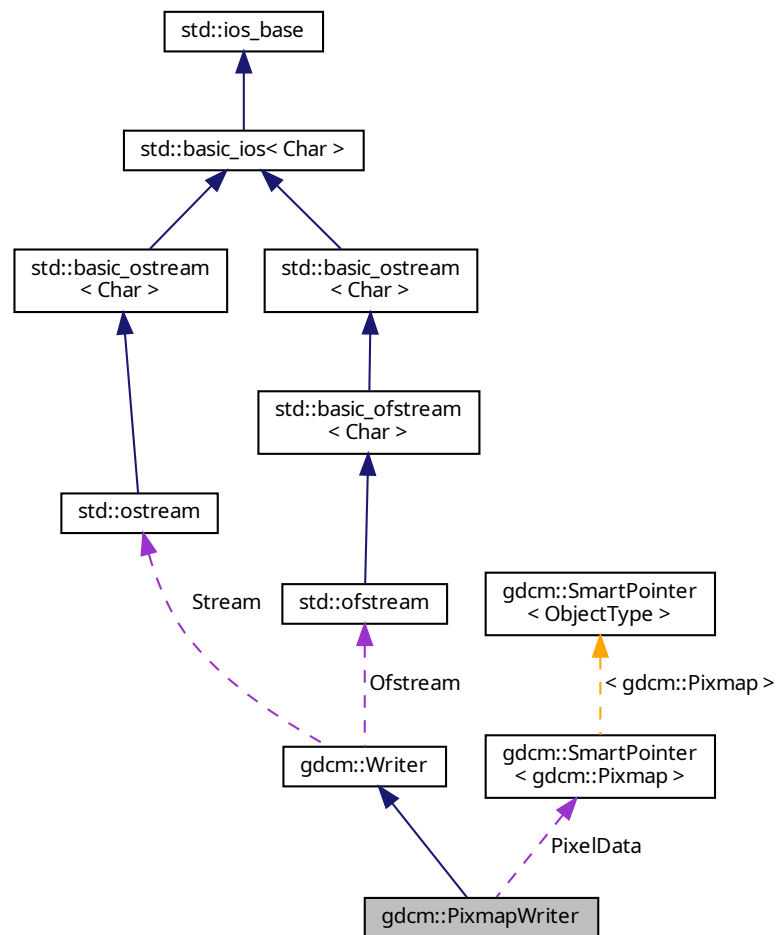 std::ios_base
std::basic_ios< Char >
std::basic_ostream
< Char >
std::basic_ostream
< Char >
std::basic_ofstream
< Char >
std::ostream
std::ofstream
gdcm::SmartPointer
< ObjectType >
Stream
Ofstream
< gdcm::Pixmap >
gdcm::Writer
gdcm::SmartPointer
< gdcm::Pixmap >
PixelData
gdcm::PixmapWriter